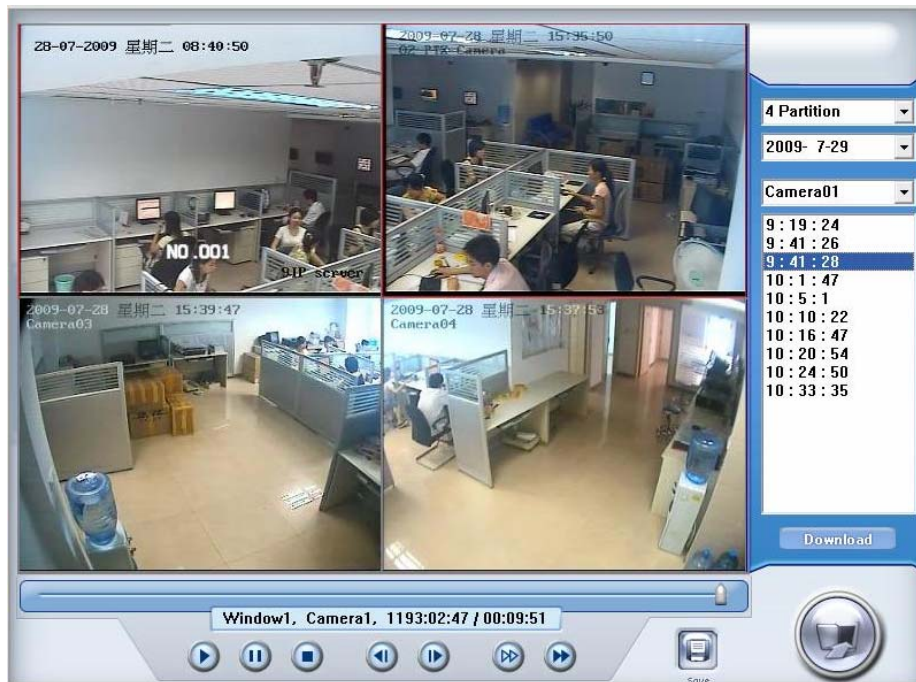 28-07-2009 星期二 08:40:50
NO.001
IP server
2009-07-28 星期二 15:35:50
02 PTZ Camera
2009-07-28 星期二 15:39:47
Camera03
2009-07-28 星期二 15:37:53
Camera04
4 Partition
2009- 7-29
Camera01
9:19:24
9:41:26
9:41:28
10:1:47
10:5:1
10:10:22
10:16:47
10:20:54
10:24:50
10:33:35
Download
Window1, Camera1, 1193:02:47 / 00:09:51
Save